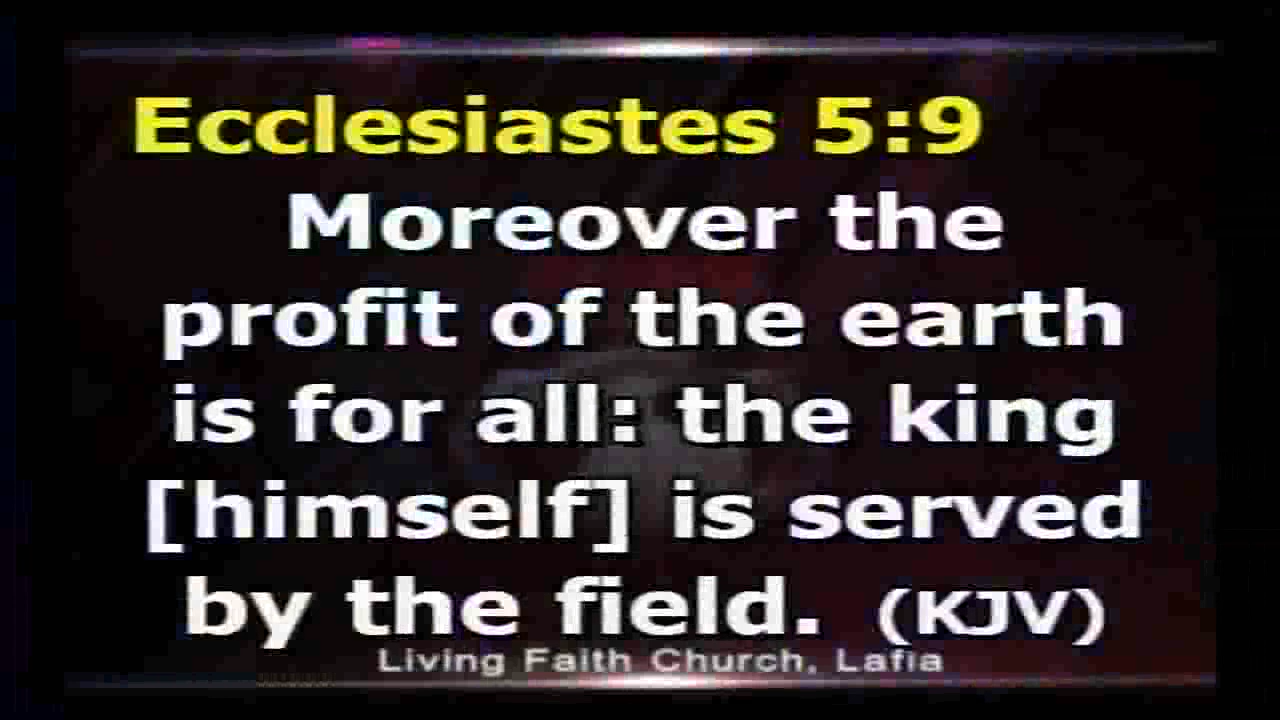 Ecclesiastes 5:9
Moreover the
profit of the earth
is for all: the king
[himself] is served
by the field. (KJV)
Living Faith Church, Lafia